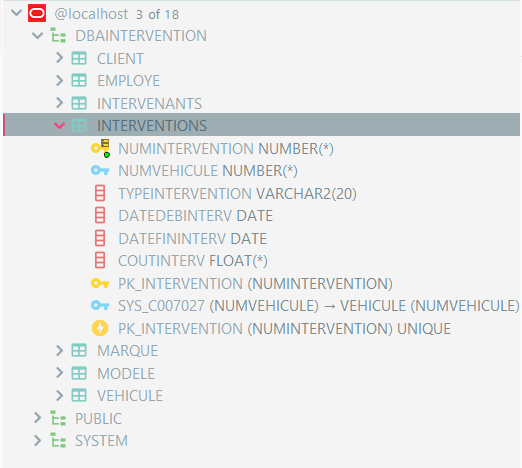 @localhost 3 of 18
DBAINTERVENTION
CLIENT
EMPLOYE
INTERVENANTS
INTERVENTIONS
NUMINTERVENTION NUMBER(*)
NUMVEHICULE NUMBER(*)
TYPEINTERVENTION VARCHAR2(20)
DATEDEBINTERV DATE
DATEFININTERV DATE
COUTINTERV FLOAT(*)
PK_INTERVENTION (NUMINTERVENTION)
SYS_C007027 (NUMVEHICULE) → VEHICULE (NUMVEHICULE)
PK_INTERVENTION (NUMINTERVENTION) UNIQUE
MARQUE
MODELE
VEHICULE
PUBLIC
SYSTEM